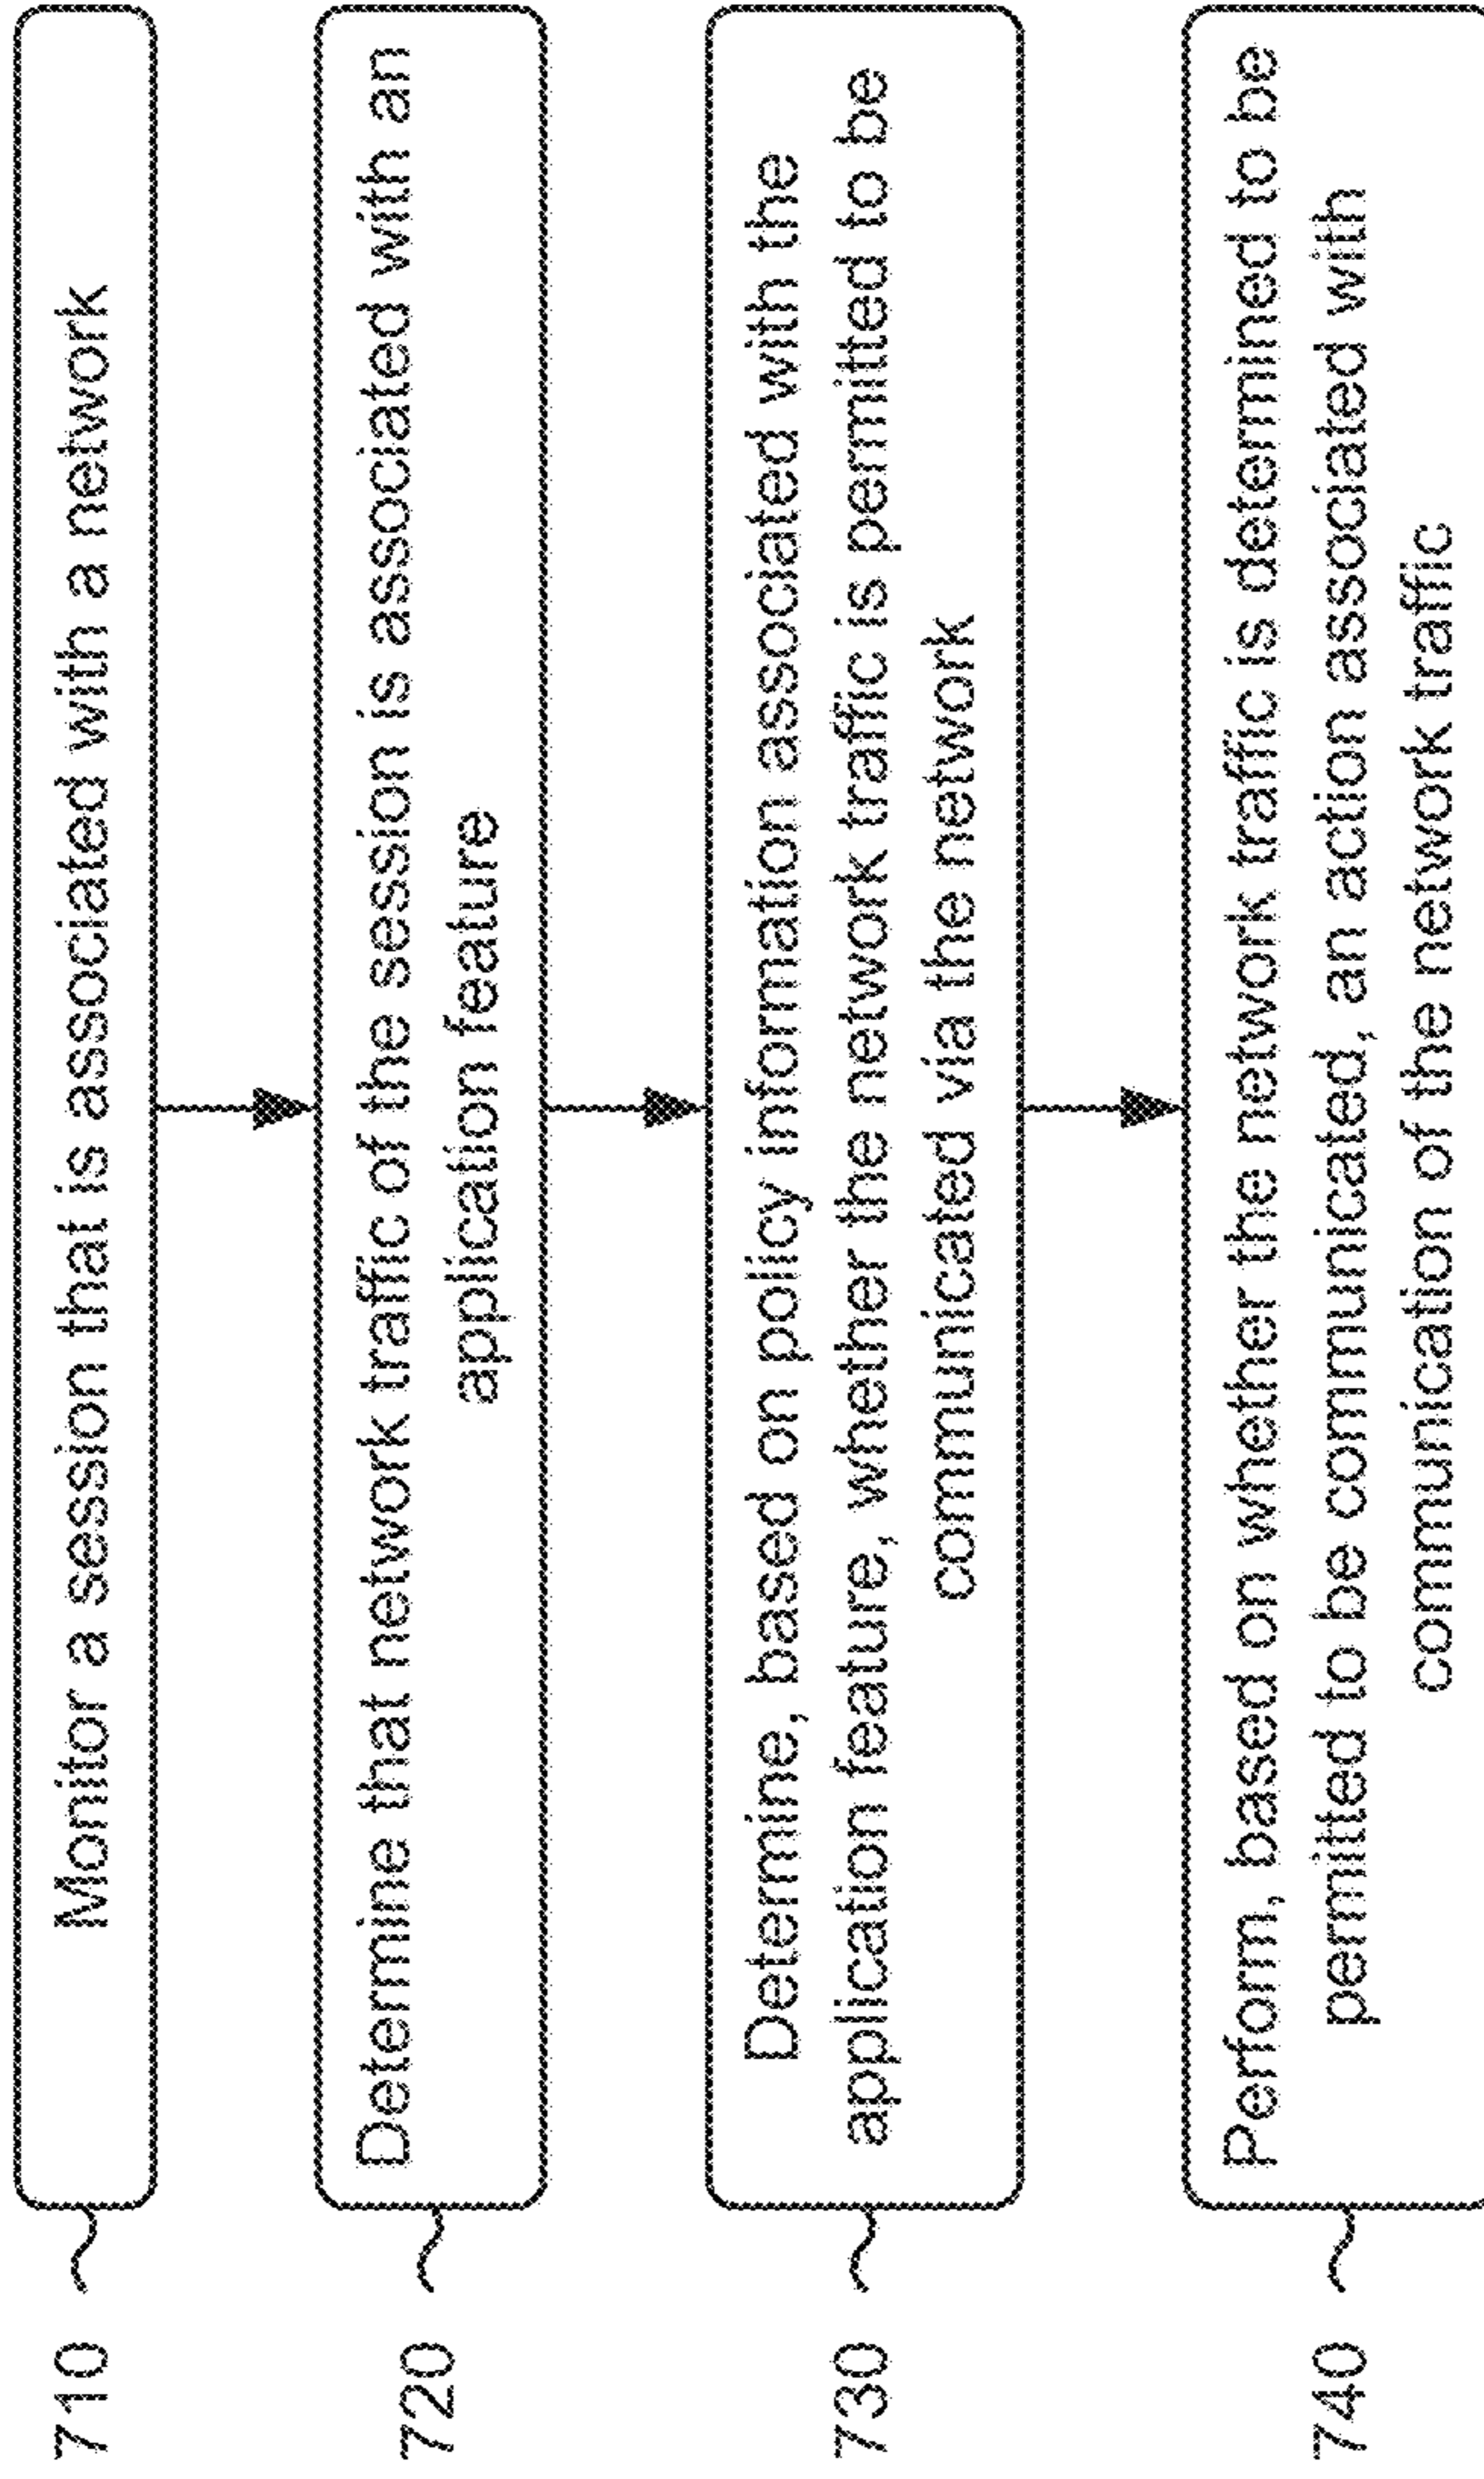 710
Monitor a session that is associated with a network
720
Determine that network traffic of the session is associated with an
application feature
730
Determine, based on policy information associated with the
application feature, whether the network traffic is permitted to be
communicated via the network
740
Perform, based on whether the network traffic is determined to be
permitted to be communicated, an action associated with
communication of the network traffic